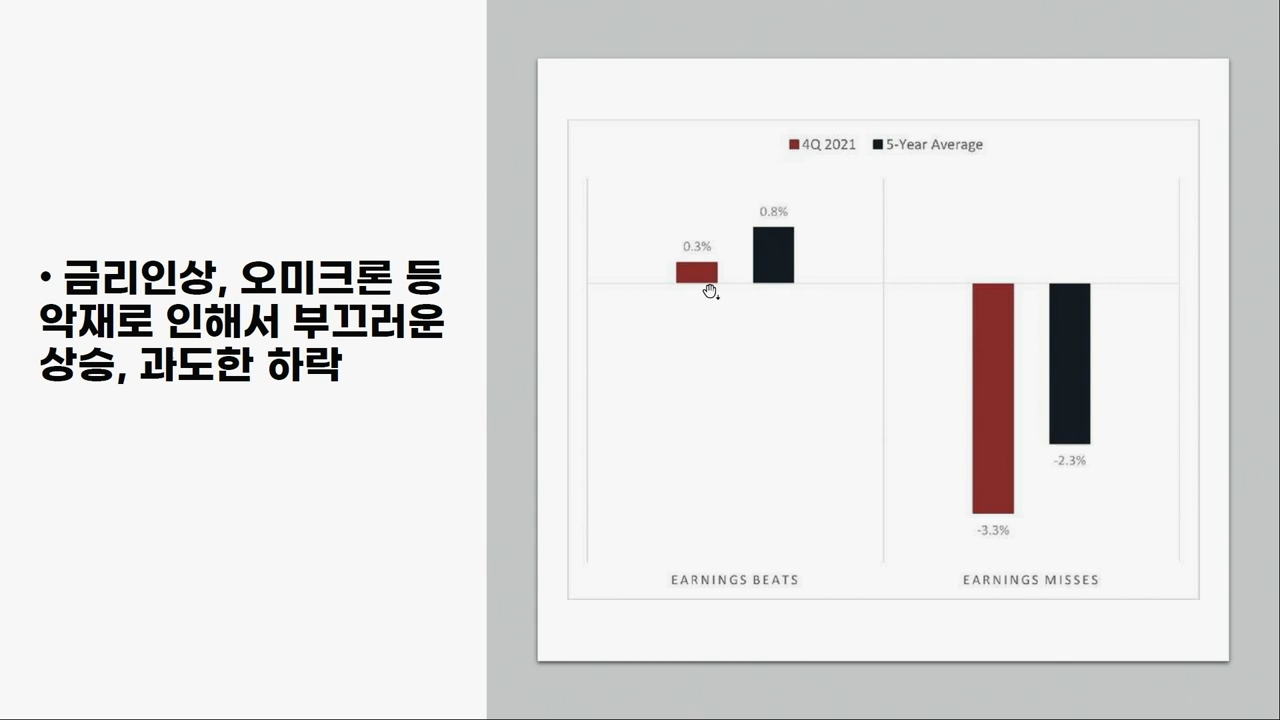 • 금리인상, 오미크론 등
악재로 인해서 부끄러운
상승, 과도한 하락
4Q 2021 5-Year Average
0.8%
0.3%
-2.3%
-3.3%
EARNINGS BEATS EARNINGS MISSES